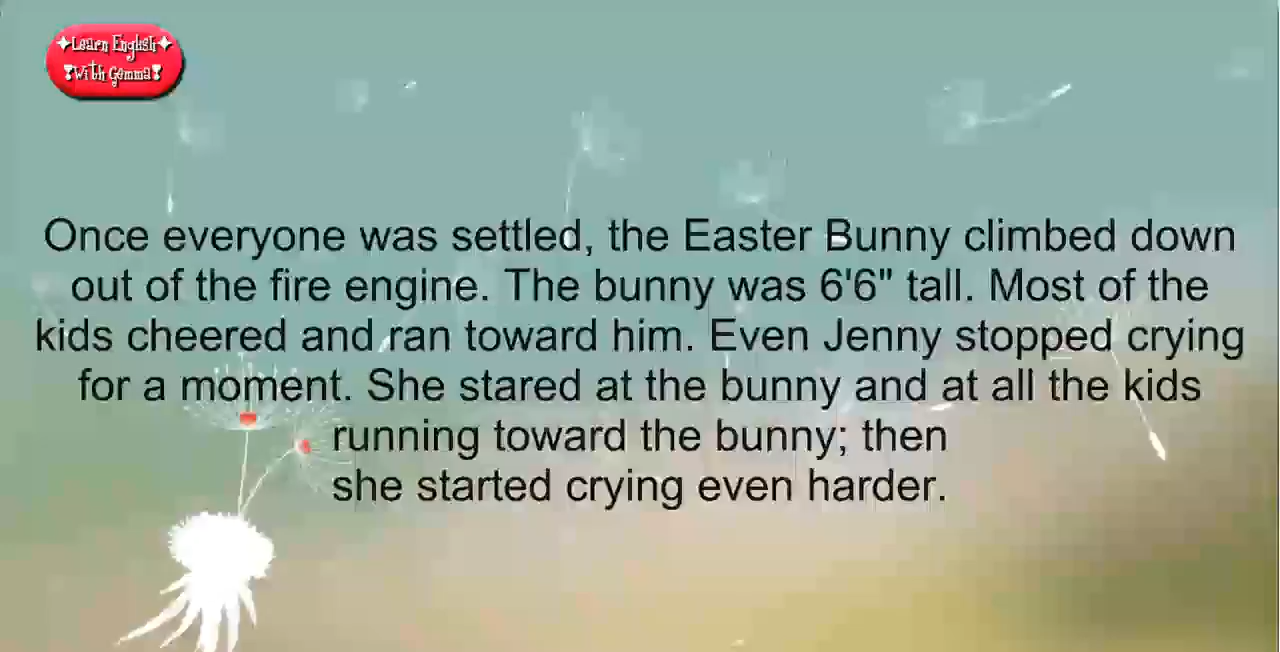 ✦Learn English✦
❣With Gemma❣
Once everyone was settled, the Easter Bunny climbed down
out of the fire engine. The bunny was 6'6" tall. Most of the
kids cheered and ran toward him. Even Jenny stopped crying
for a moment. She stared at the bunny and at all the kids
running toward the bunny; then
she started crying even harder.